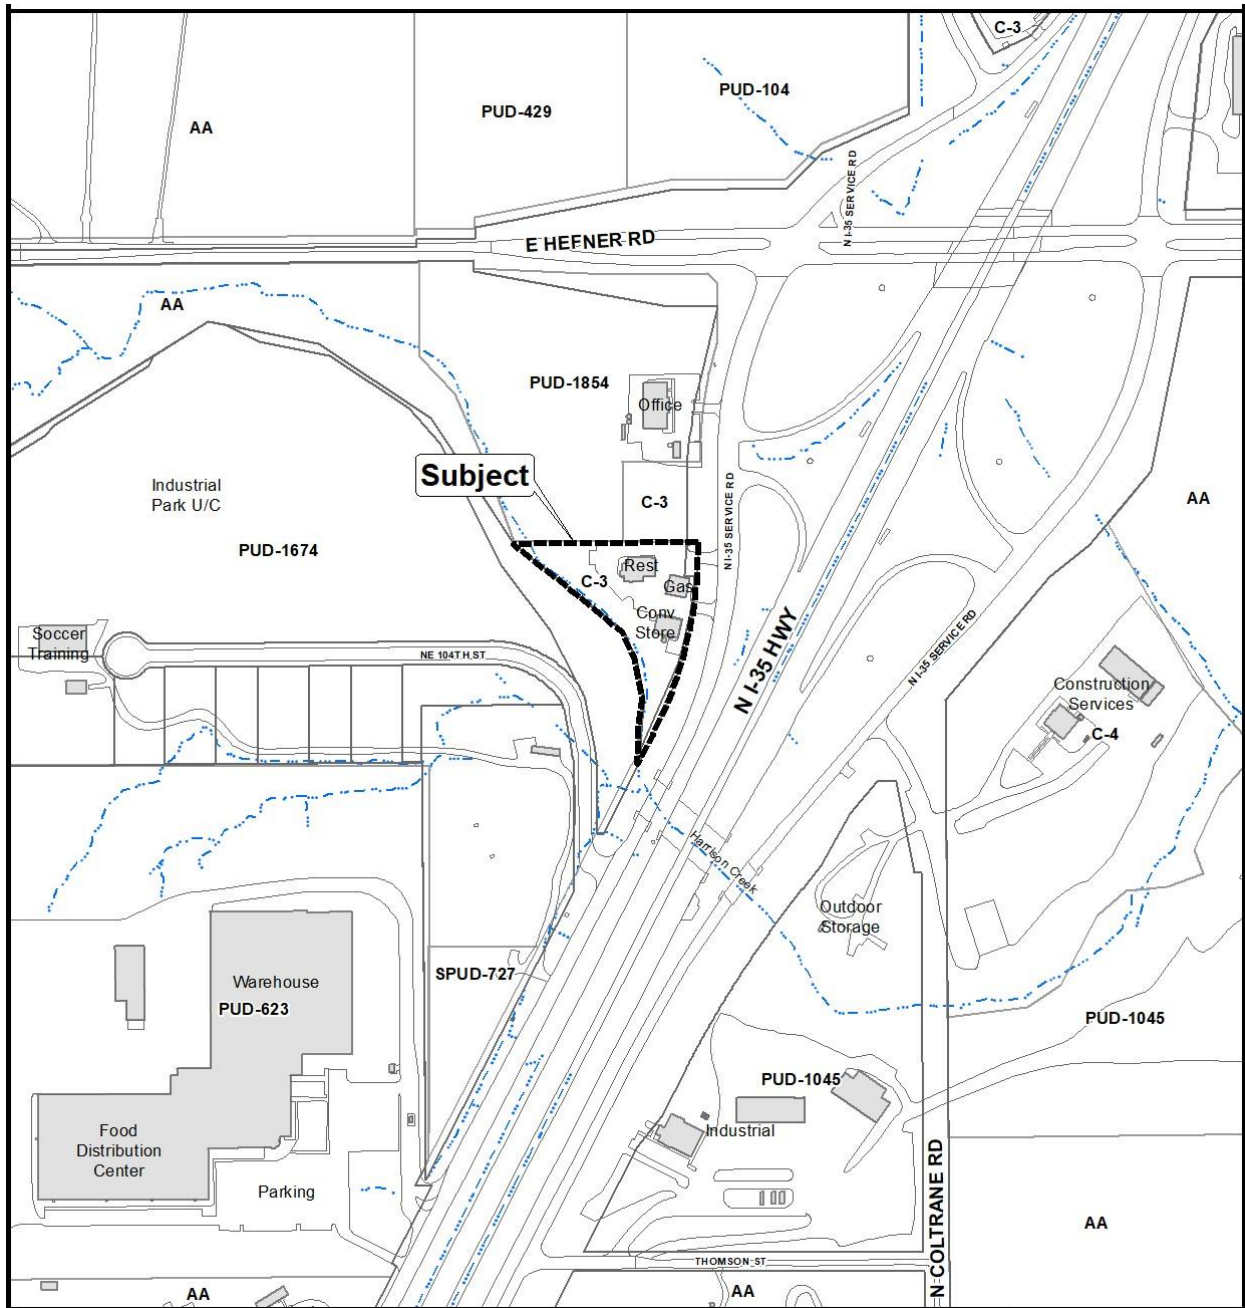 C-3
PUD-104
PUD-429
AA
N I-35 SERVICE RD
E HEFNER RD
AA
PUD-1854
Office
Subject
Industrial
Park U/C
C-3
N I-35 SERVICE RD
AA
PUD-1674
Rest
C-3
Gas
Conv
Store
Soccer
Training
NE 104TH ST
N I-35 HWY
N I-35 SERVICE RD
Construction
Services
C-4
Harrison Creek
Outdoor
Storage
SPUD-727
Warehouse
PUD-623
PUD-1045
PUD-1045
Industrial
Food
Distribution
Center
Parking
N COLTRANE RD
AA
THOMSON ST
AA
AA